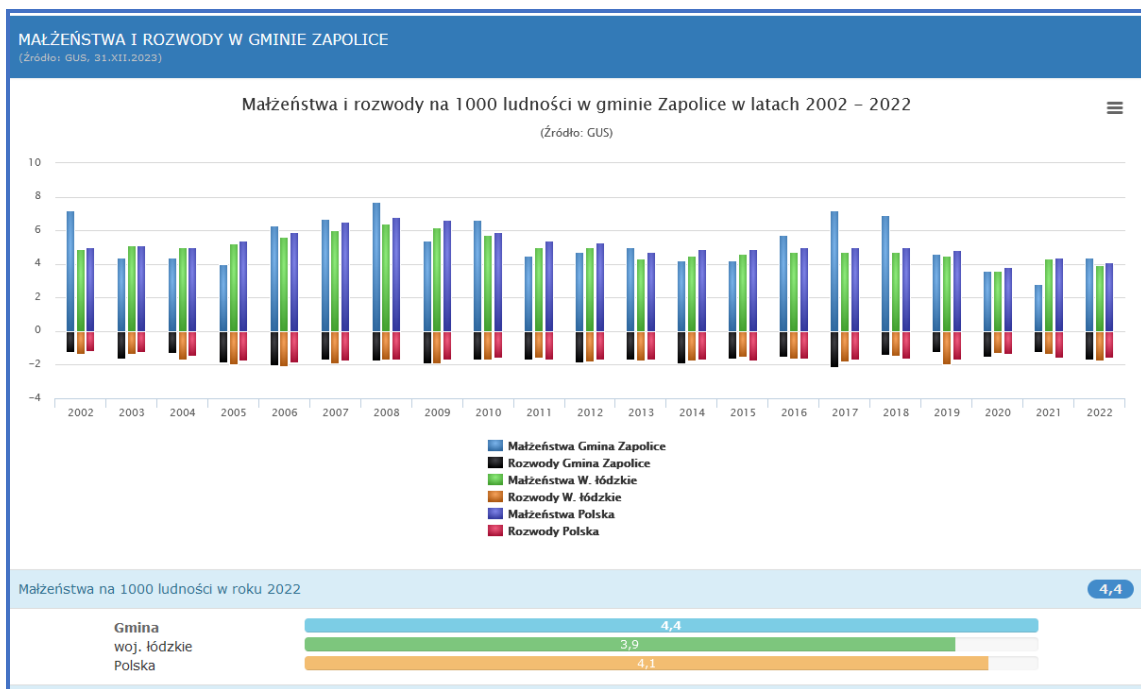 MAŁŻEŃSTWA I ROZWODY W GMINIE ZAPOLICE
(Źródło: GUS, 31.XII.2023)
Małżeństwa i rozwody na 1000 ludności w gminie Zapolice w latach 2002 – 2022
(Źródło: GUS)
10
8
6
4
2
0
−2
−4
2002 2003 2004 2005 2006 2007 2008 2009 2010 2011 2012 2013 2014 2015 2016 2017 2018 2019 2020 2021 2022
Małżeństwa Gmina Zapolice
Rozwody Gmina Zapolice
Małżeństwa W. łódzkie
Rozwody W. łódzkie
Małżeństwa Polska
Rozwody Polska
Małżeństwa na 1000 ludności w roku 2022 4,4
Gmina 4,4
woj. łódzkie 3,9
Polska 4,1